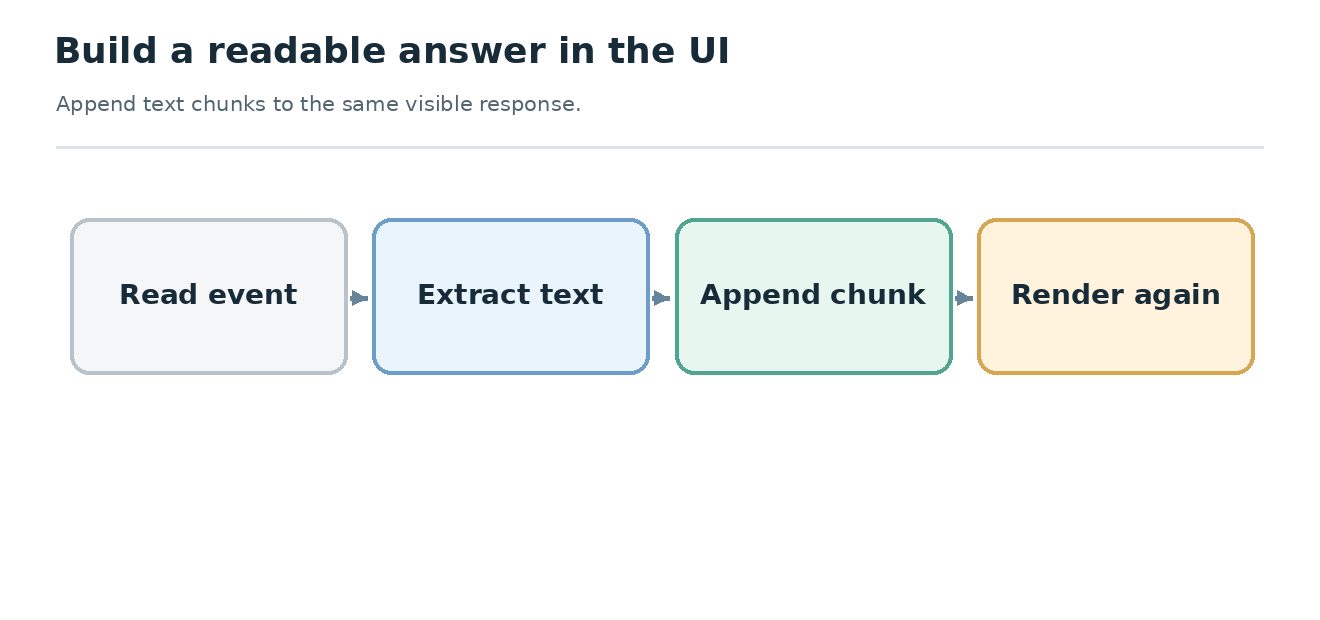 Build a readable answer in the UI
Append text chunks to the same visible response.
Read event
Extract text
Append chunk
Render again